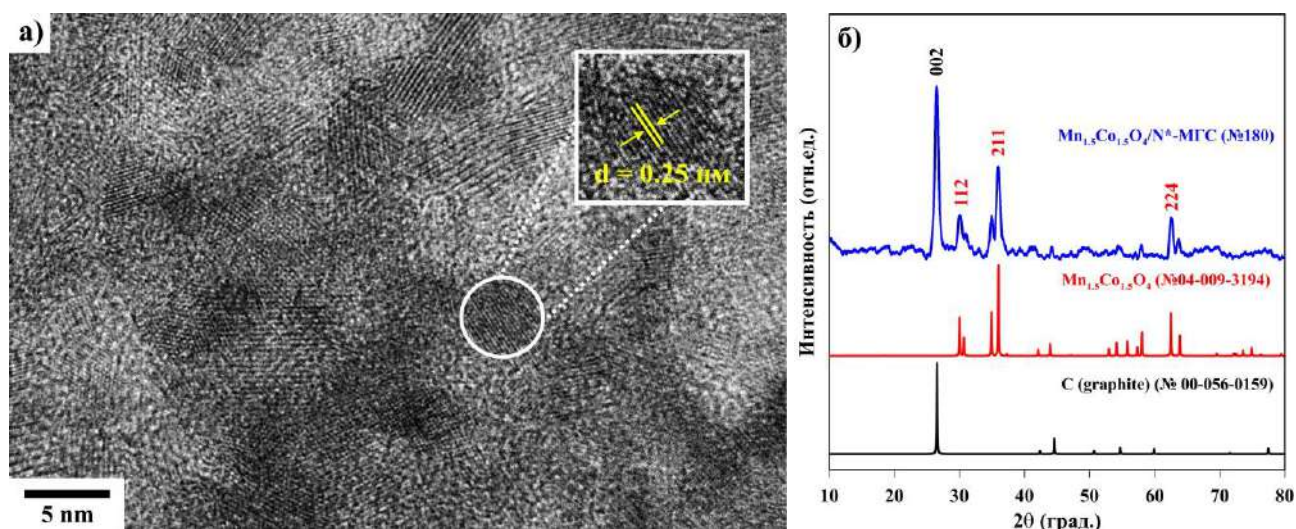 а)
d = 0.25 нм
5 nm
б)
Интенсивность (отн.ед.)
002
112
211
224
Mn1.5Co1.5O4/N*-МГС (№180)
Mn1.5Co1.5O4 (№04-009-3194)
C (graphite) (№ 00-056-0159)
10 20 30 40 50 60 70 80
2θ (град.)